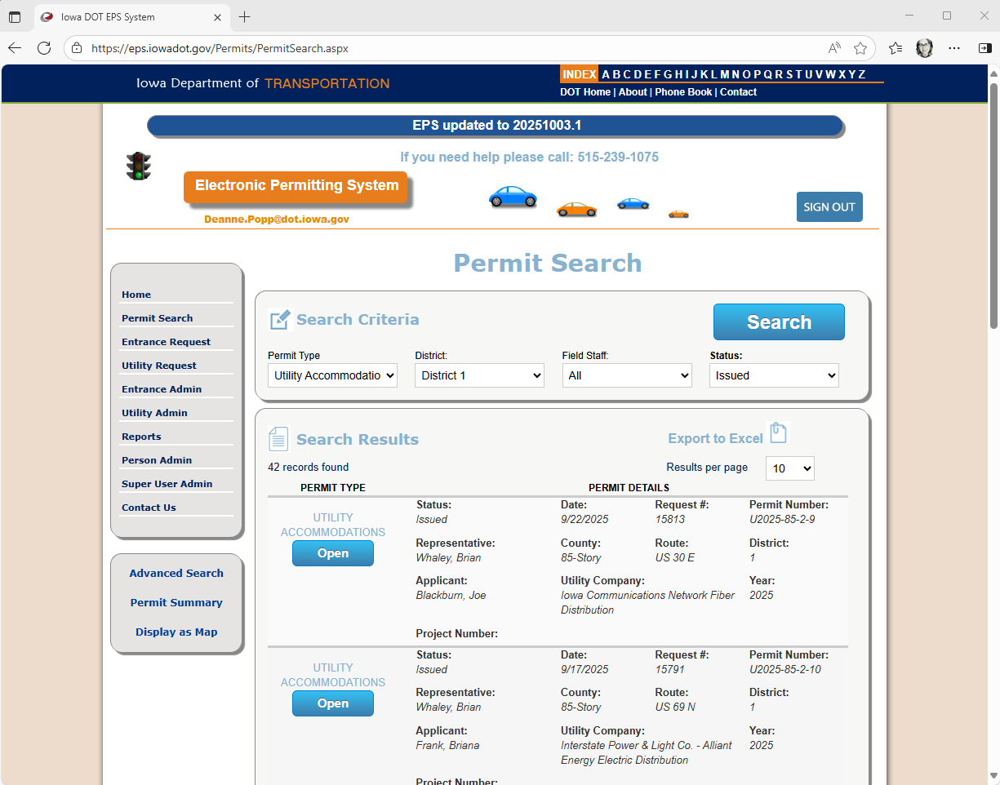 Iowa DOT EPS System
https://eps.iowadot.gov/Permits/PermitSearch.aspx
Iowa Department of TRANSPORTATION
INDEX A B C D E F G H I J K L M N O P Q R S T U V W X Y Z
DOT Home | About | Phone Book | Contact
EPS updated to 20251003.1
If you need help please call: 515-239-1075
Electronic Permitting System
Deanne.Popp@dot.iowa.gov
SIGN OUT
Permit Search
Home
Permit Search
Entrance Request
Utility Request
Entrance Admin
Utility Admin
Reports
Person Admin
Super User Admin
Contact Us
Advanced Search
Permit Summary
Display as Map
Search Criteria
Search
Permit Type District: Field Staff: Status:
Utility Accommodatio District 1 All Issued
Search Results
Export to Excel
42 records found
Results per page 10
PERMIT TYPE PERMIT DETAILS
UTILITY
ACCOMMODATIONS
Open
Status: Date: Request #: Permit Number:
Issued 9/22/2025 15813 U2025-85-2-9
Representative: County: Route: District:
Whaley, Brian 85-Story US 30 E 1
Applicant: Utility Company: Year:
Blackburn, Joe Iowa Communications Network Fiber 2025
Distribution
Project Number:
UTILITY
ACCOMMODATIONS
Open
Status: Date: Request #: Permit Number:
Issued 9/17/2025 15791 U2025-85-2-10
Representative: County: Route: District:
Whaley, Brian 85-Story US 69 N 1
Applicant: Utility Company: Year:
Frank, Briana Interstate Power & Light Co. - Alliant 2025
Energy Electric Distribution
Project Number: